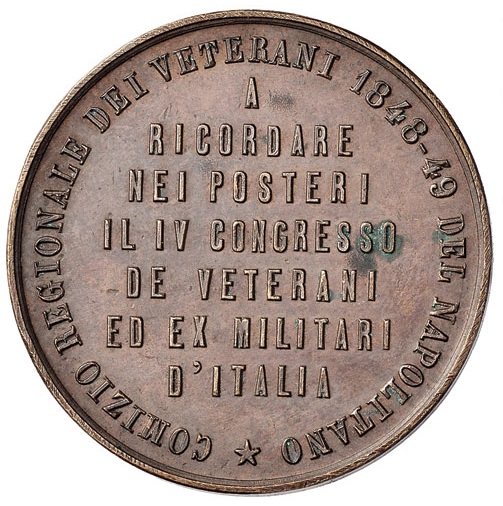 COMIZIO REGIONALE DEI VETERANI 1848-49 DEL NAPOLITANO
A
RICORDARE
NEI POSTERI
IL IV CONGRESSO
DE VETERANI
ED EX MILITARI
D'ITALIA